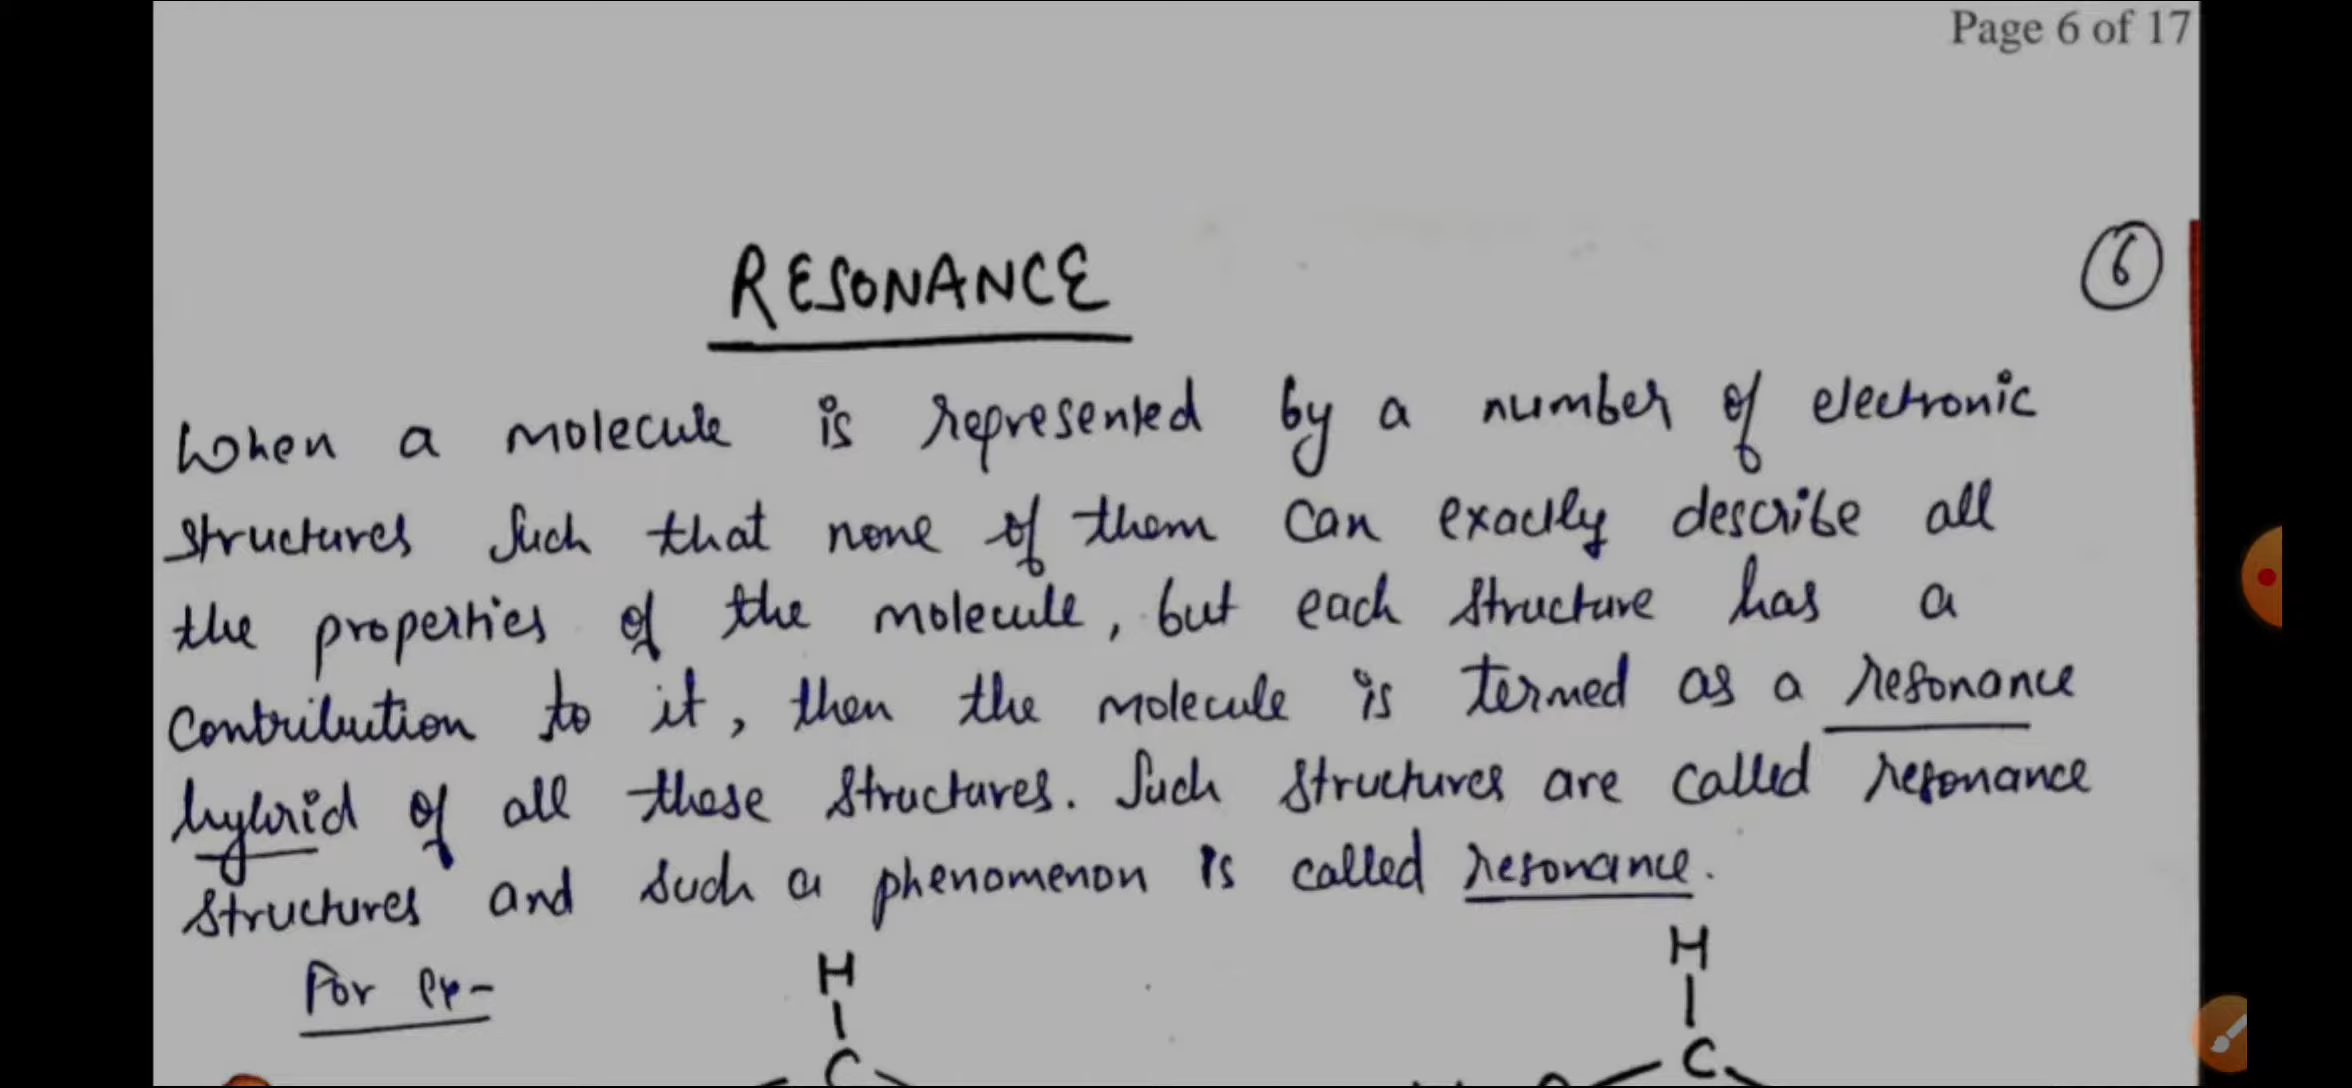 Page 6 of 17
6
RESONANCE
When a molecule is represented by a number of electronic
structures such that none of them can exactly describe all
the properties of the molecule, but each structure has a
contribution to it, then the molecule is termed as a resonance
hybrid of all these structures. Such structures are called resonance
structures and such a phenomenon is called resonance.
For ex-
H H
C C